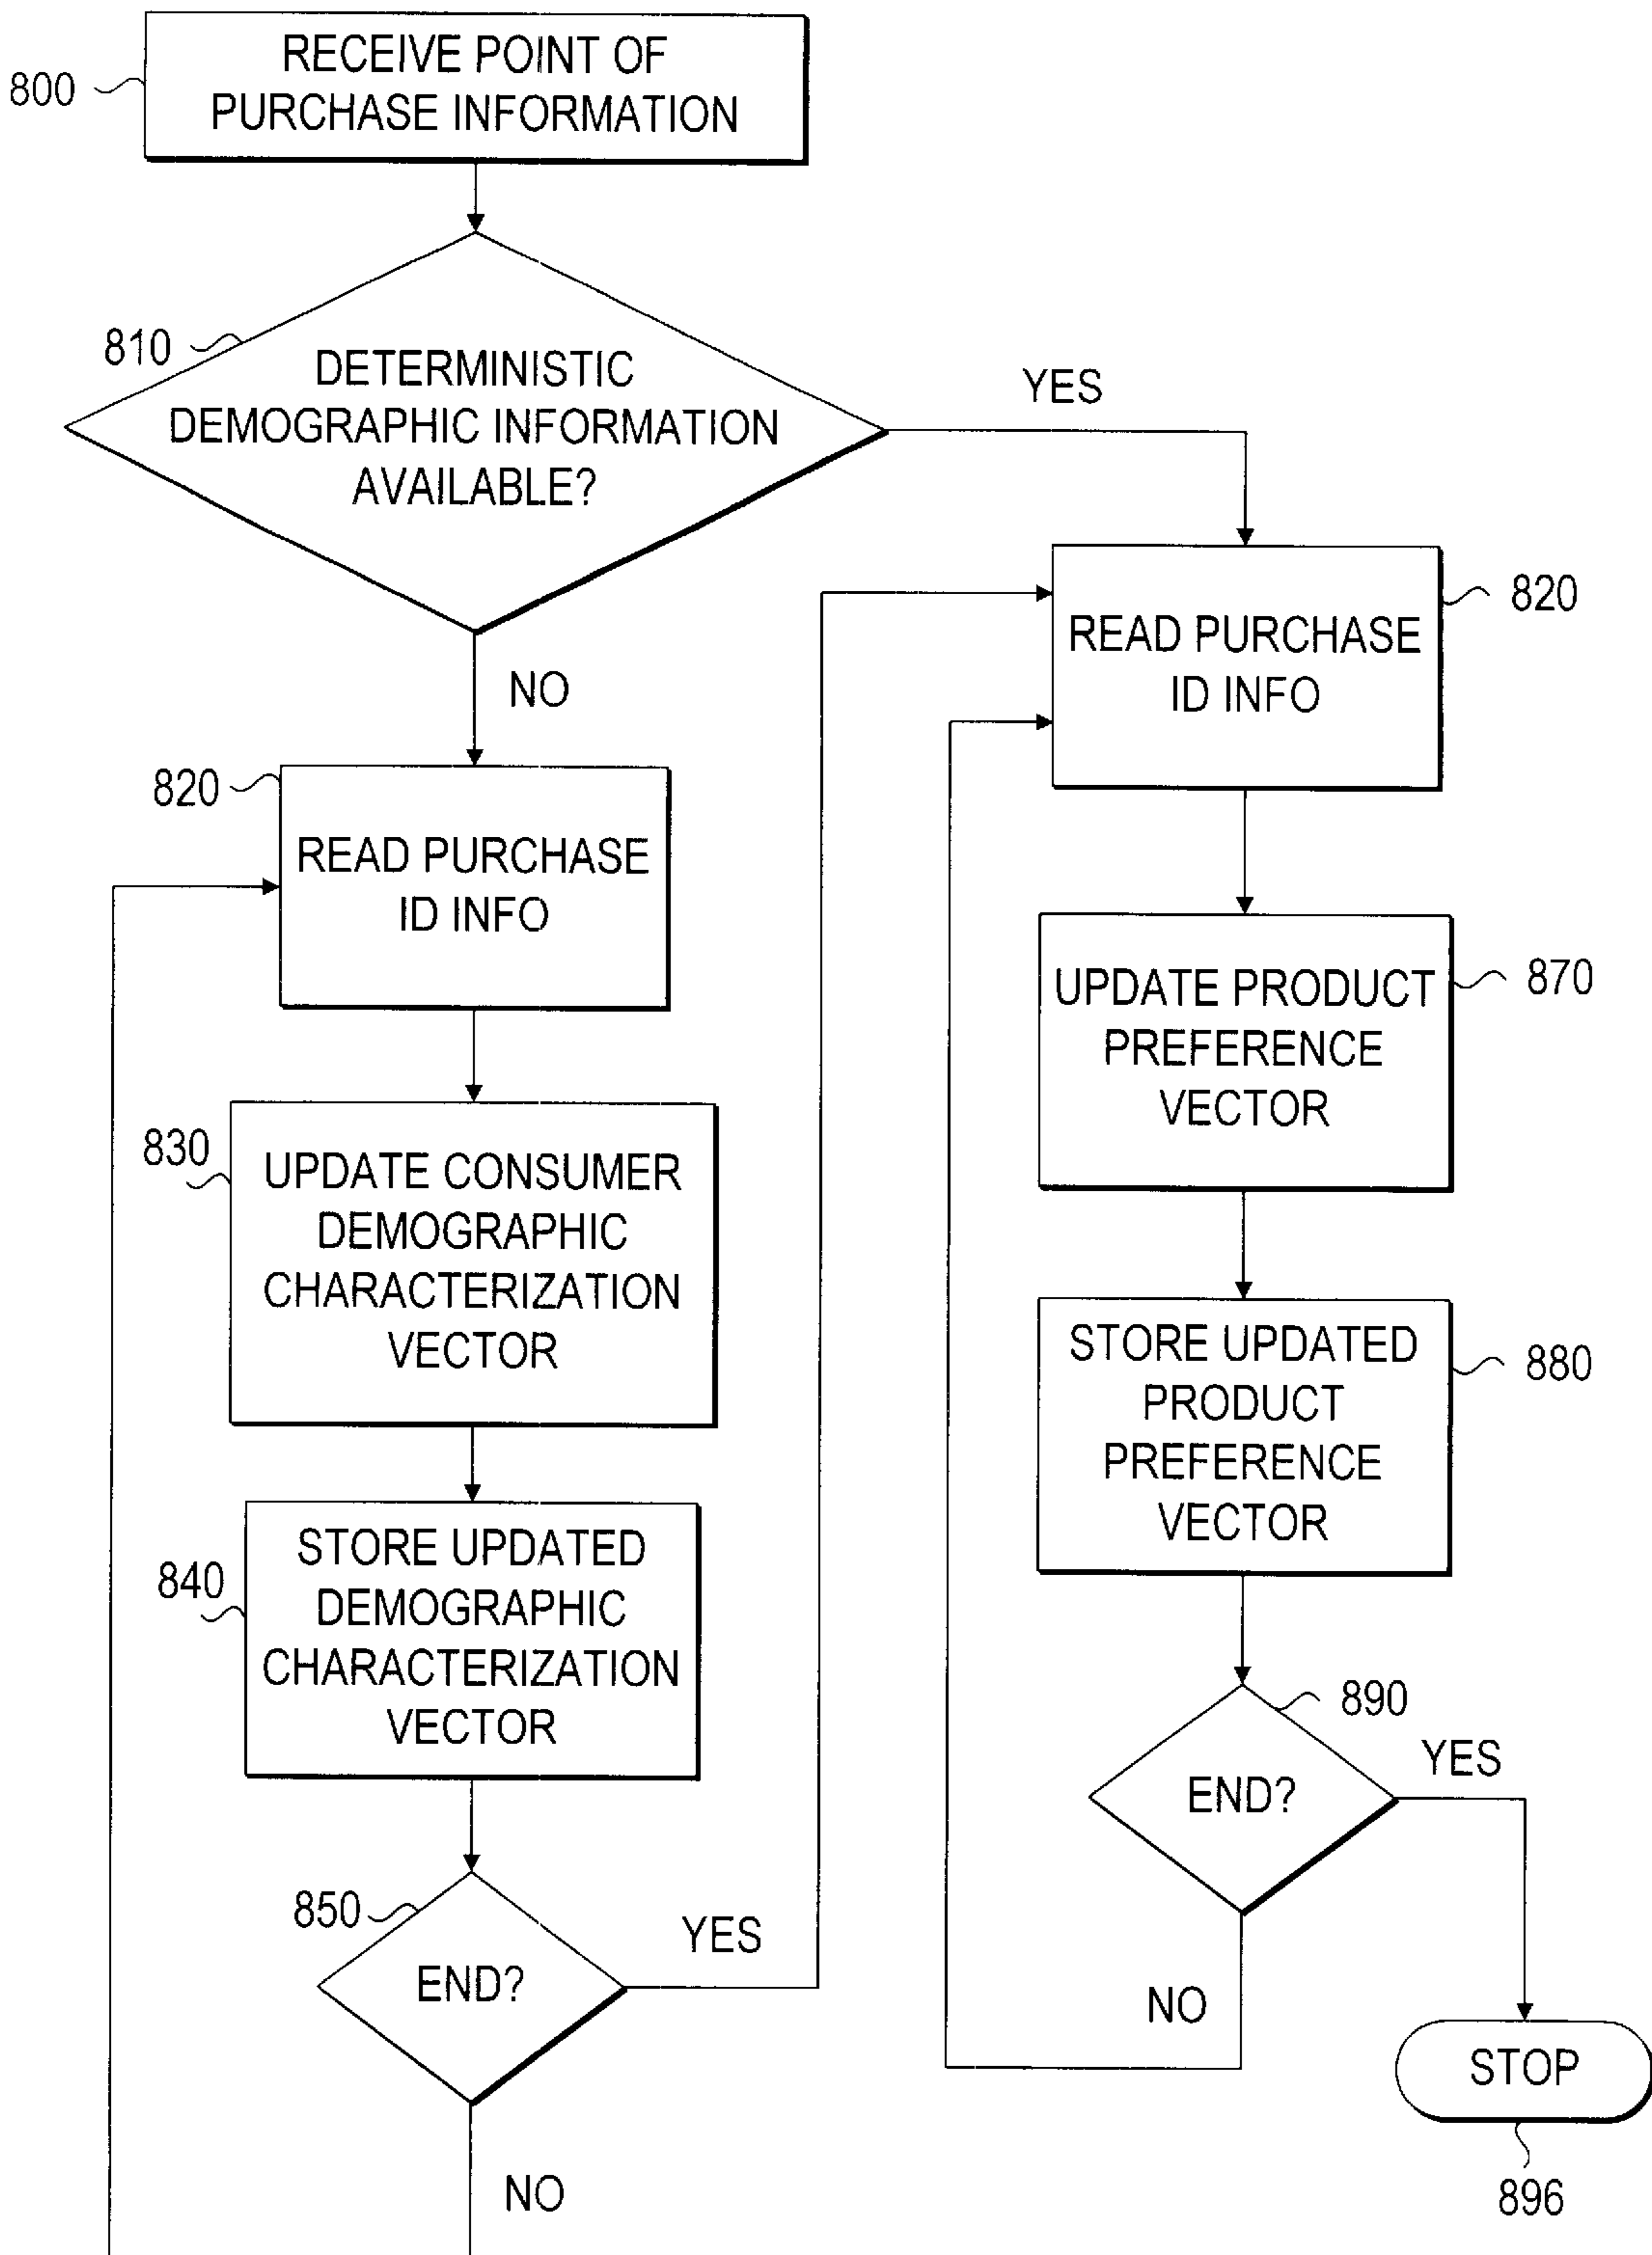 RECEIVE POINT OF
PURCHASE INFORMATION
800
810
DETERMINISTIC
DEMOGRAPHIC INFORMATION
AVAILABLE?
YES
NO
820
READ PURCHASE
ID INFO
830
UPDATE CONSUMER
DEMOGRAPHIC
CHARACTERIZATION
VECTOR
840
STORE UPDATED
DEMOGRAPHIC
CHARACTERIZATION
VECTOR
850
END?
YES
NO
820
READ PURCHASE
ID INFO
870
UPDATE PRODUCT
PREFERENCE
VECTOR
880
STORE UPDATED
PRODUCT
PREFERENCE
VECTOR
890
END?
YES
NO
STOP
896